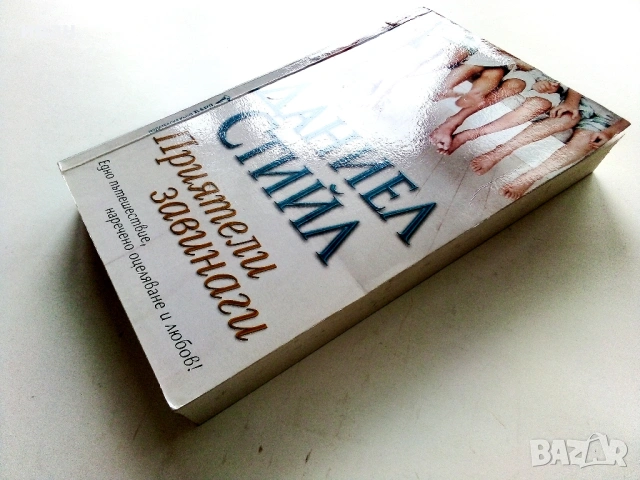 ДАНИЕЛ
СТИЙЛ
Приятели
завинаги
Едно пътешествие,
наречено оцеляване и любов!
BAZAR